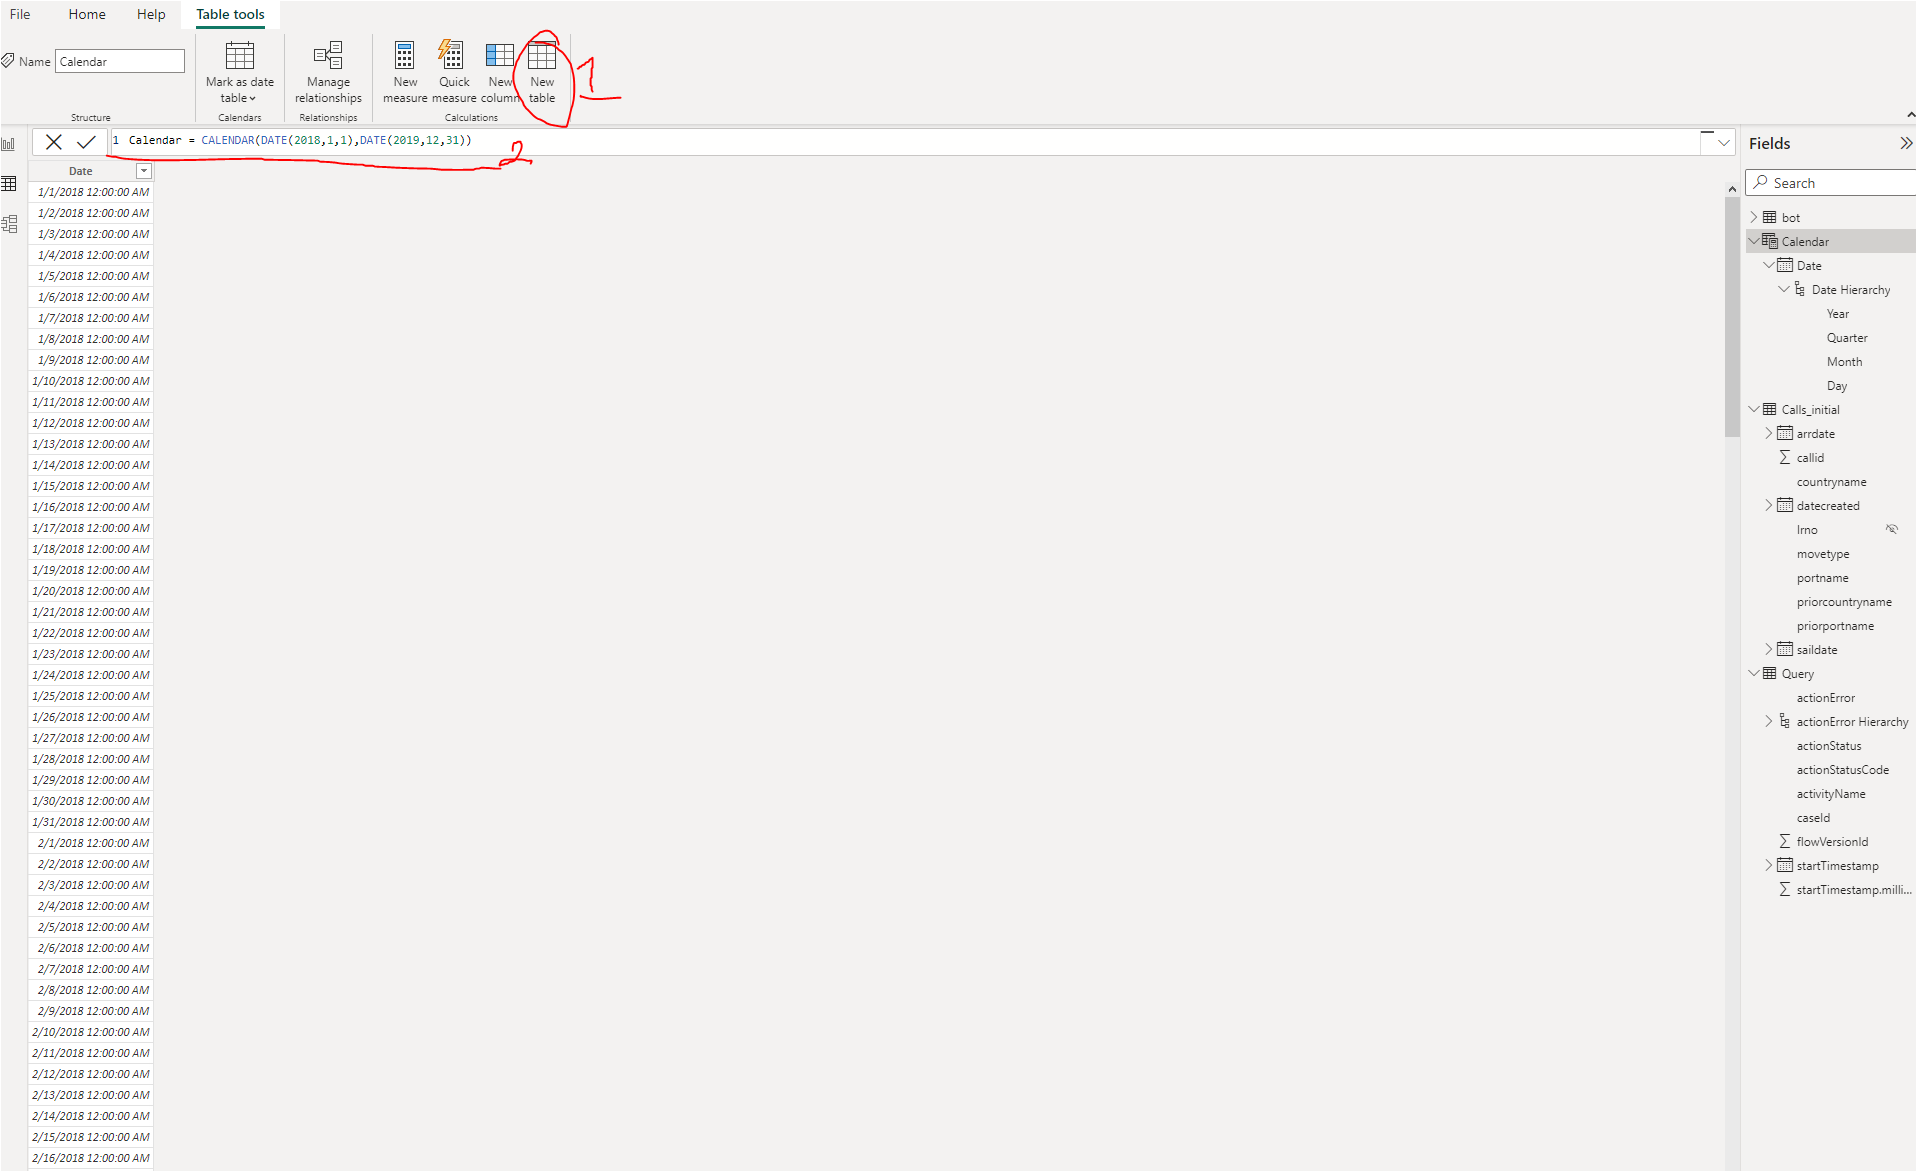 File Home Help Table tools
Name Calendar
Mark as date table
Manage relationships
New measure
Quick measure
New column
New table
1
Structure Calendars Relationships Calculations
1 Calendar = CALENDAR(DATE(2018,1,1),DATE(2019,12,31))
2
Date
1/1/2018 12:00:00 AM
1/2/2018 12:00:00 AM
1/3/2018 12:00:00 AM
1/4/2018 12:00:00 AM
1/5/2018 12:00:00 AM
1/6/2018 12:00:00 AM
1/7/2018 12:00:00 AM
1/8/2018 12:00:00 AM
1/9/2018 12:00:00 AM
1/10/2018 12:00:00 AM
1/11/2018 12:00:00 AM
1/12/2018 12:00:00 AM
1/13/2018 12:00:00 AM
1/14/2018 12:00:00 AM
1/15/2018 12:00:00 AM
1/16/2018 12:00:00 AM
1/17/2018 12:00:00 AM
1/18/2018 12:00:00 AM
1/19/2018 12:00:00 AM
1/20/2018 12:00:00 AM
1/21/2018 12:00:00 AM
1/22/2018 12:00:00 AM
1/23/2018 12:00:00 AM
1/24/2018 12:00:00 AM
1/25/2018 12:00:00 AM
1/26/2018 12:00:00 AM
1/27/2018 12:00:00 AM
1/28/2018 12:00:00 AM
1/29/2018 12:00:00 AM
1/30/2018 12:00:00 AM
1/31/2018 12:00:00 AM
2/1/2018 12:00:00 AM
2/2/2018 12:00:00 AM
2/3/2018 12:00:00 AM
2/4/2018 12:00:00 AM
2/5/2018 12:00:00 AM
2/6/2018 12:00:00 AM
2/7/2018 12:00:00 AM
2/8/2018 12:00:00 AM
2/9/2018 12:00:00 AM
2/10/2018 12:00:00 AM
2/11/2018 12:00:00 AM
2/12/2018 12:00:00 AM
2/13/2018 12:00:00 AM
2/14/2018 12:00:00 AM
2/15/2018 12:00:00 AM
2/16/2018 12:00:00 AM
Fields
Search
bot
Calendar
Date
Date Hierarchy
Year
Quarter
Month
Day
Calls_initial
arrdate
callid
countryname
datecreated
lrno
movetype
portname
priorcountryname
priorportname
saildate
Query
actionError
actionError Hierarchy
actionStatus
actionStatusCode
activityName
caseId
flowVersionId
startTimestamp
startTimestamp.milli...